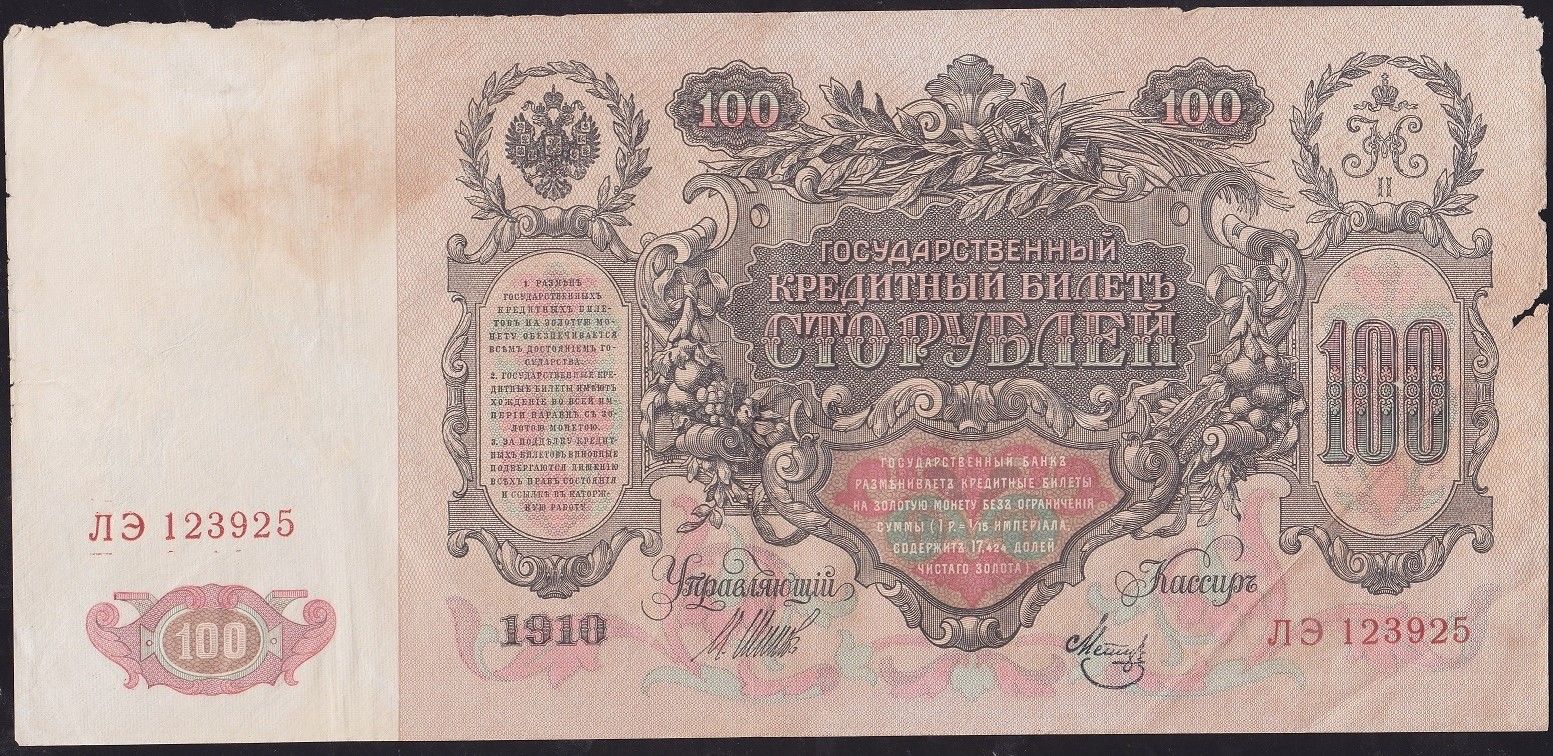 100
100
II
ГОСУДАРСТВЕННЫЙ
КРЕДИТНЫЙ БИЛЕТЪ
СТО РУБЛЕЙ
1. РАЗМѢНЪ
ГОСУДАРСТВЕННЫХЪ
КРЕДИТНЫХЪ БИЛЕ-
ТОВЪ НА ЗОЛОТУЮ МО-
НЕТУ ОБЕЗПЕЧИВАЕТСЯ
ВСѢМЪ ДОСТОЯНІЕМЪ ГО-
СУДАРСТВА.
2. ГОСУДАРСТВЕННЫЕ КРЕ-
ДИТНЫЕ БИЛЕТЫ ИМѢЮТЪ
ХОЖДЕНІЕ ВО ВСЕЙ ИМ-
ПЕРІИ НАРАВНѢ СЪ ЗО-
ЛОТОЮ МОНЕТОЮ.
3. ЗА ПОДДѢЛКУ КРЕДИТ-
НЫХЪ БИЛЕТОВЪ ВИНОВНЫЕ
ПОДВЕРГАЮТСЯ ЛИШЕНІЮ
ВСѢХЪ ПРАВЪ СОСТОЯНІЯ
И ССЫЛКѢ ВЪ КАТОРЖ-
НУЮ РАБОТУ.
100
ГОСУДАРСТВЕННЫЙ БАНКЪ
РАЗМѢНИВАЕТЪ КРЕДИТНЫЕ БИЛЕТЫ
НА ЗОЛОТУЮ МОНЕТУ БЕЗЪ ОГРАНИЧЕНІЯ
СУММЫ (1 Р.= 1/15 ИМПЕРІАЛА,
СОДЕРЖИТЪ 17,424 ДОЛЕЙ
ЧИСТАГО ЗОЛОТА).
ЛЭ 123925
Управляющій
Кассиръ
1910
ЛЭ 123925
100